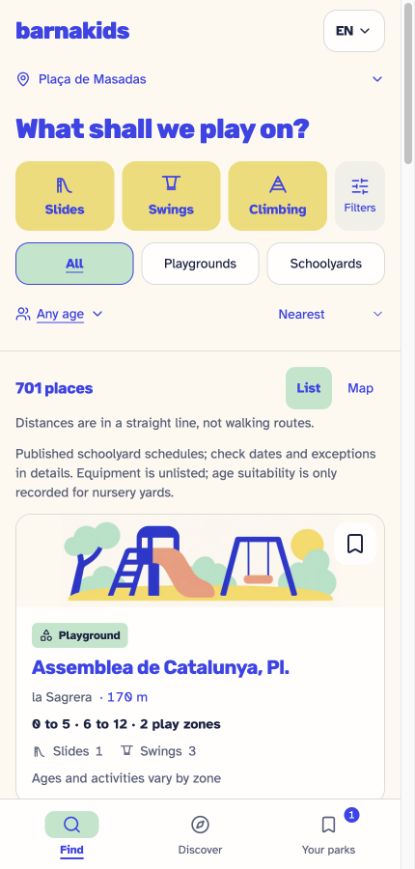 barnakids
EN
Plaça de Masadas
What shall we play on?
Slides
Swings
Climbing
Filters
All
Playgrounds
Schoolyards
Any age
Nearest
701 places
List
Map
Distances are in a straight line, not walking routes.
Published schoolyard schedules; check dates and exceptions
in details. Equipment is unlisted; age suitability is only
recorded for nursery yards.
Playground
Assemblea de Catalunya, Pl.
la Sagrera · 170 m
0 to 5 · 6 to 12 · 2 play zones
Slides 1 Swings 3
Ages and activities vary by zone
1
Find
Discover
Your parks